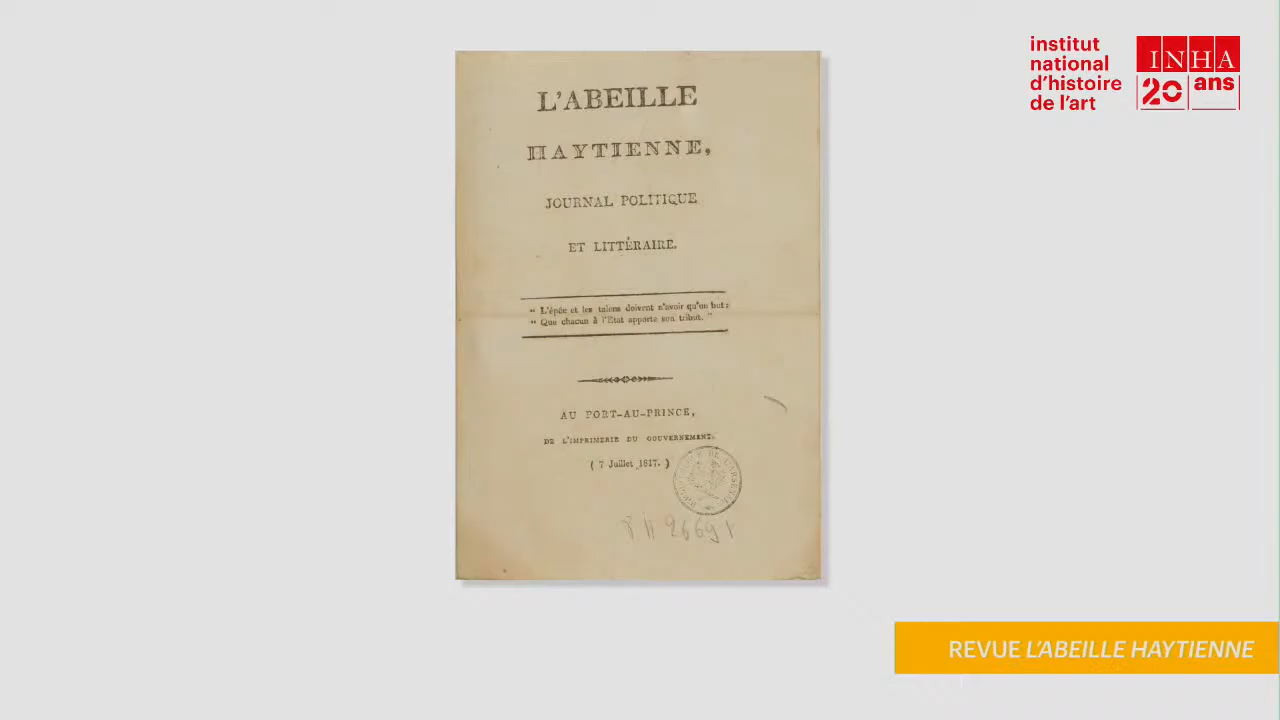 L'ABEILLE
HAYTIENNE,
JOURNAL POLITIQUE
ET LITTÉRAIRE.
" L'épée et les talens doivent n'avoir qu'un but:
" Que chacun à l'Etat apporte son tribut. "
AU PORT-AU-PRINCE,
DE L'IMPRIMERIE DU GOUVERNEMENT.
( 7 Juillet 1817. )
institut
national
d'histoire
de l'art
INHA
20 ans
REVUE L'ABEILLE HAYTIENNE